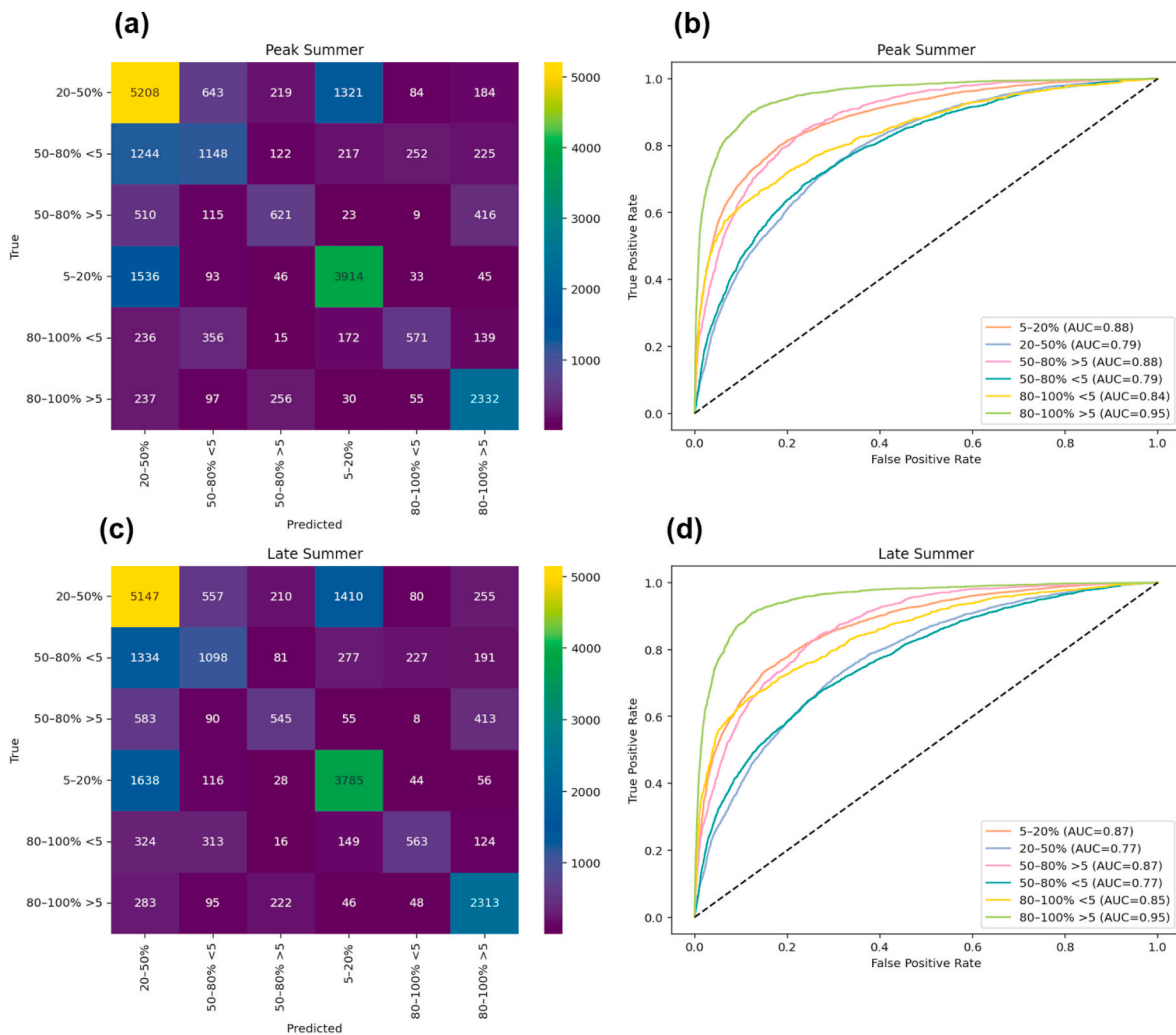 (a)
Peak Summer
True
20–50% 5208 643 219 1321 84 184
50–80% <5 1244 1148 122 217 252 225
50–80% >5 510 115 621 23 9 416
5–20% 1536 93 46 3914 33 45
80–100% <5 236 356 15 172 571 139
80–100% >5 237 97 256 30 55 2332
20–50% 50–80% <5 50–80% >5 5–20% 80–100% <5 80–100% >5
Predicted
5000
4000
3000
2000
1000
(b)
Peak Summer
True Positive Rate
1.0
0.8
0.6
0.4
0.2
0.0
5–20% (AUC=0.88)
20–50% (AUC=0.79)
50–80% >5 (AUC=0.88)
50–80% <5 (AUC=0.79)
80–100% <5 (AUC=0.84)
80–100% >5 (AUC=0.95)
0.0 0.2 0.4 0.6 0.8 1.0
False Positive Rate
(c)
Late Summer
True
20–50% 5147 557 210 1410 80 255
50–80% <5 1334 1098 81 277 227 191
50–80% >5 583 90 545 55 8 413
5–20% 1638 116 28 3785 44 56
80–100% <5 324 313 16 149 563 124
80–100% >5 283 95 222 46 48 2313
20–50% 50–80% <5 50–80% >5 5–20% 80–100% <5 80–100% >5
Predicted
5000
4000
3000
2000
1000
(d)
Late Summer
True Positive Rate
1.0
0.8
0.6
0.4
0.2
0.0
5–20% (AUC=0.87)
20–50% (AUC=0.77)
50–80% >5 (AUC=0.87)
50–80% <5 (AUC=0.77)
80–100% <5 (AUC=0.85)
80–100% >5 (AUC=0.95)
0.0 0.2 0.4 0.6 0.8 1.0
False Positive Rate